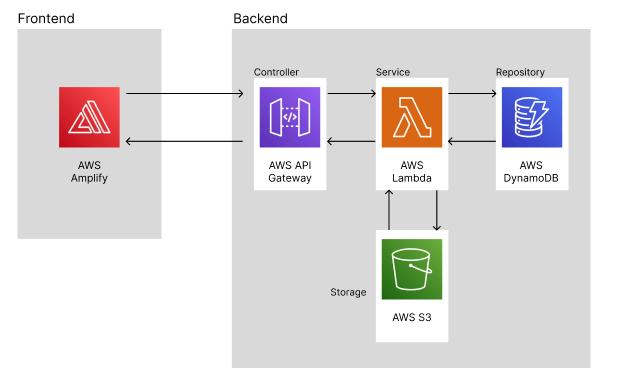 Frontend
Backend
Controller
Service
Repository
</>
AWS
Amplify
AWS API
Gateway
AWS
Lambda
AWS
DynamoDB
Storage
AWS S3